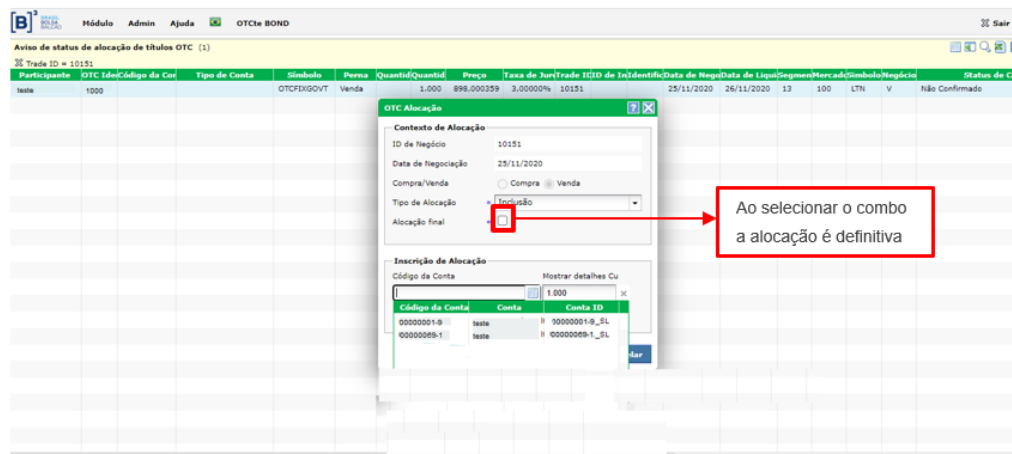 [B]³ BRASIL BOLSA BALCÃO Módulo Admin Ajuda OTCte BOND Sair
Aviso de status de alocação de títulos OTC (1)
Trade ID = 10151
Participante OTC Ide Código da Cor Tipo de Conta Símbolo Perna Quantid Quantid Preço Taxa de Jur Trade IC ID de In Identific Data de Nego Data de Liqui Segmen Mercad Símbolo Negócio Status de C
teste 1000 OTCFIXGOVT Venda 1.000 898,000359 3,00000% 10151 25/11/2020 26/11/2020 13 100 LTN V Não Confirmado
OTC Alocação
Contexto de Alocação
ID de Negócio 10151
Data de Negociação 25/11/2020
Compra/Venda Compra Venda
Tipo de Alocação Inclusão
Alocação final
Ao selecionar o combo
a alocação é definitiva
Inscrição de Alocação
Código da Conta Mostrar detalhes Cu
1.000
Código da Conta Conta Conta ID
00000001-9 teste 00000001-9_SL
00000069-1 teste 00000069-1_SL
elar